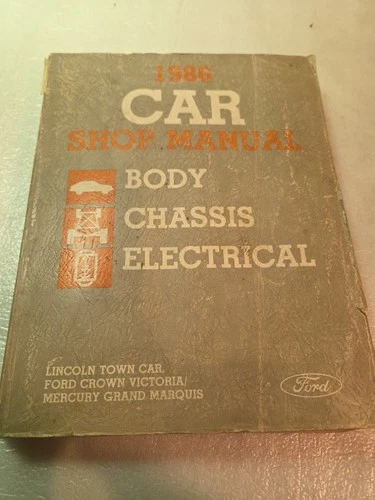 1986
CAR
SHOP MANUAL
BODY
CHASSIS
ELECTRICAL
LINCOLN TOWN CAR,
FORD CROWN VICTORIA/
MERCURY GRAND MARQUIS
Ford